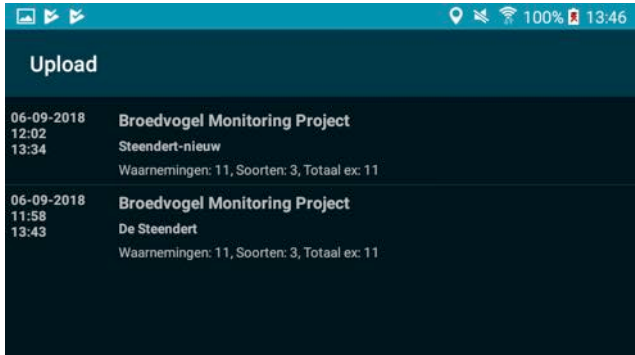 100% 13:46
Upload
06-09-2018
12:02
13:34
Broedvogel Monitoring Project
Steendert-nieuw
Waarnemingen: 11, Soorten: 3, Totaal ex: 11
06-09-2018
11:58
13:43
Broedvogel Monitoring Project
De Steendert
Waarnemingen: 11, Soorten: 3, Totaal ex: 11